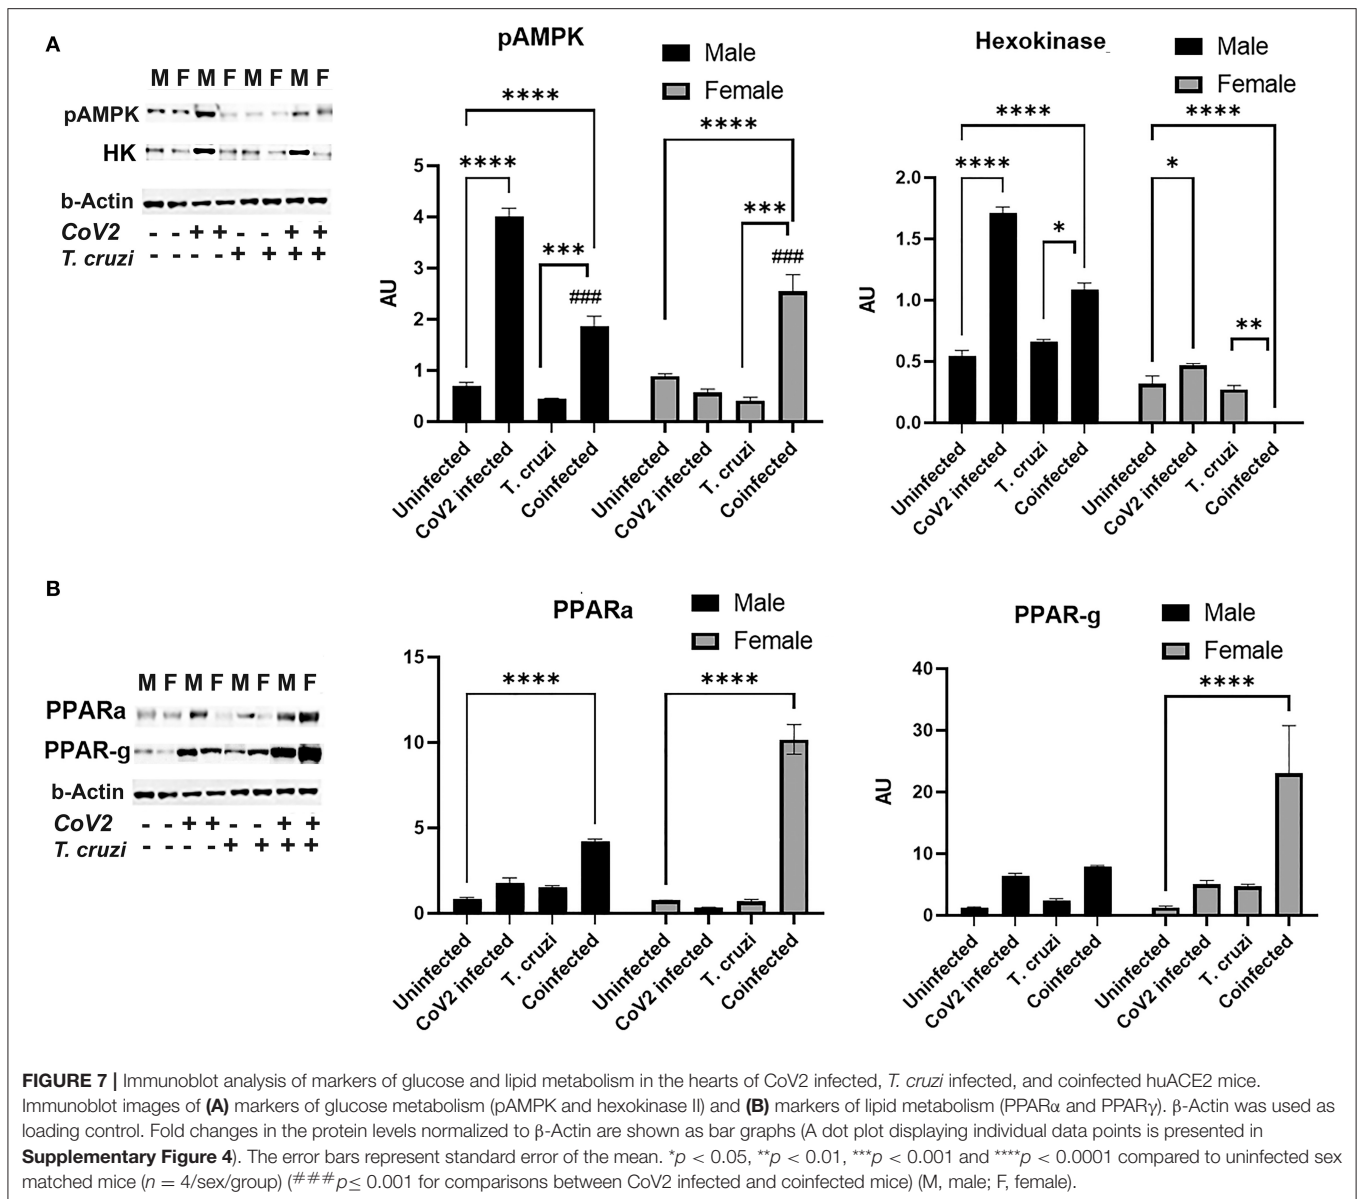 A
M F M F M F M F
pAMPK
HK
b-Actin
CoV2 - - + + - - + +
T. cruzi - - - - + + + +
pAMPK
Male
Female
****
****
****
***
***
###
###
AU
5
4
3
2
1
0
Uninfected
CoV2 infected
T. cruzi
Coinfected
Uninfected
CoV2 infected
T. cruzi
Coinfected
Hexokinase
Male
Female
****
****
****
*
*
**
AU
2.0
1.5
1.0
0.5
0.0
Uninfected
CoV2 infected
T. cruzi
Coinfected
Uninfected
CoV2 infected
T. cruzi
Coinfected
B
M F M F M F M F
PPARa
PPAR-g
b-Actin
CoV2 - - + + - - + +
T. cruzi - - - - + + + +
PPARa
Male
Female
****
****
15
10
5
0
Uninfected
CoV2 infected
T. cruzi
Coinfected
Uninfected
CoV2 infected
T. cruzi
Coinfected
PPAR-g
Male
Female
****
AU
40
30
20
10
0
Uninfected
CoV2 infected
T. cruzi
Coinfected
Uninfected
CoV2 infected
T. cruzi
Coinfected
FIGURE 7 | Immunoblot analysis of markers of glucose and lipid metabolism in the hearts of CoV2 infected, T. cruzi infected, and coinfected huACE2 mice.
Immunoblot images of (A) markers of glucose metabolism (pAMPK and hexokinase II) and (B) markers of lipid metabolism (PPARα and PPARγ). β-Actin was used as
loading control. Fold changes in the protein levels normalized to β-Actin are shown as bar graphs (A dot plot displaying individual data points is presented in
Supplementary Figure 4). The error bars represent standard error of the mean. *p < 0.05, **p < 0.01, ***p < 0.001 and ****p < 0.0001 compared to uninfected sex
matched mice (n = 4/sex/group) (###p≤ 0.001 for comparisons between CoV2 infected and coinfected mice) (M, male; F, female).